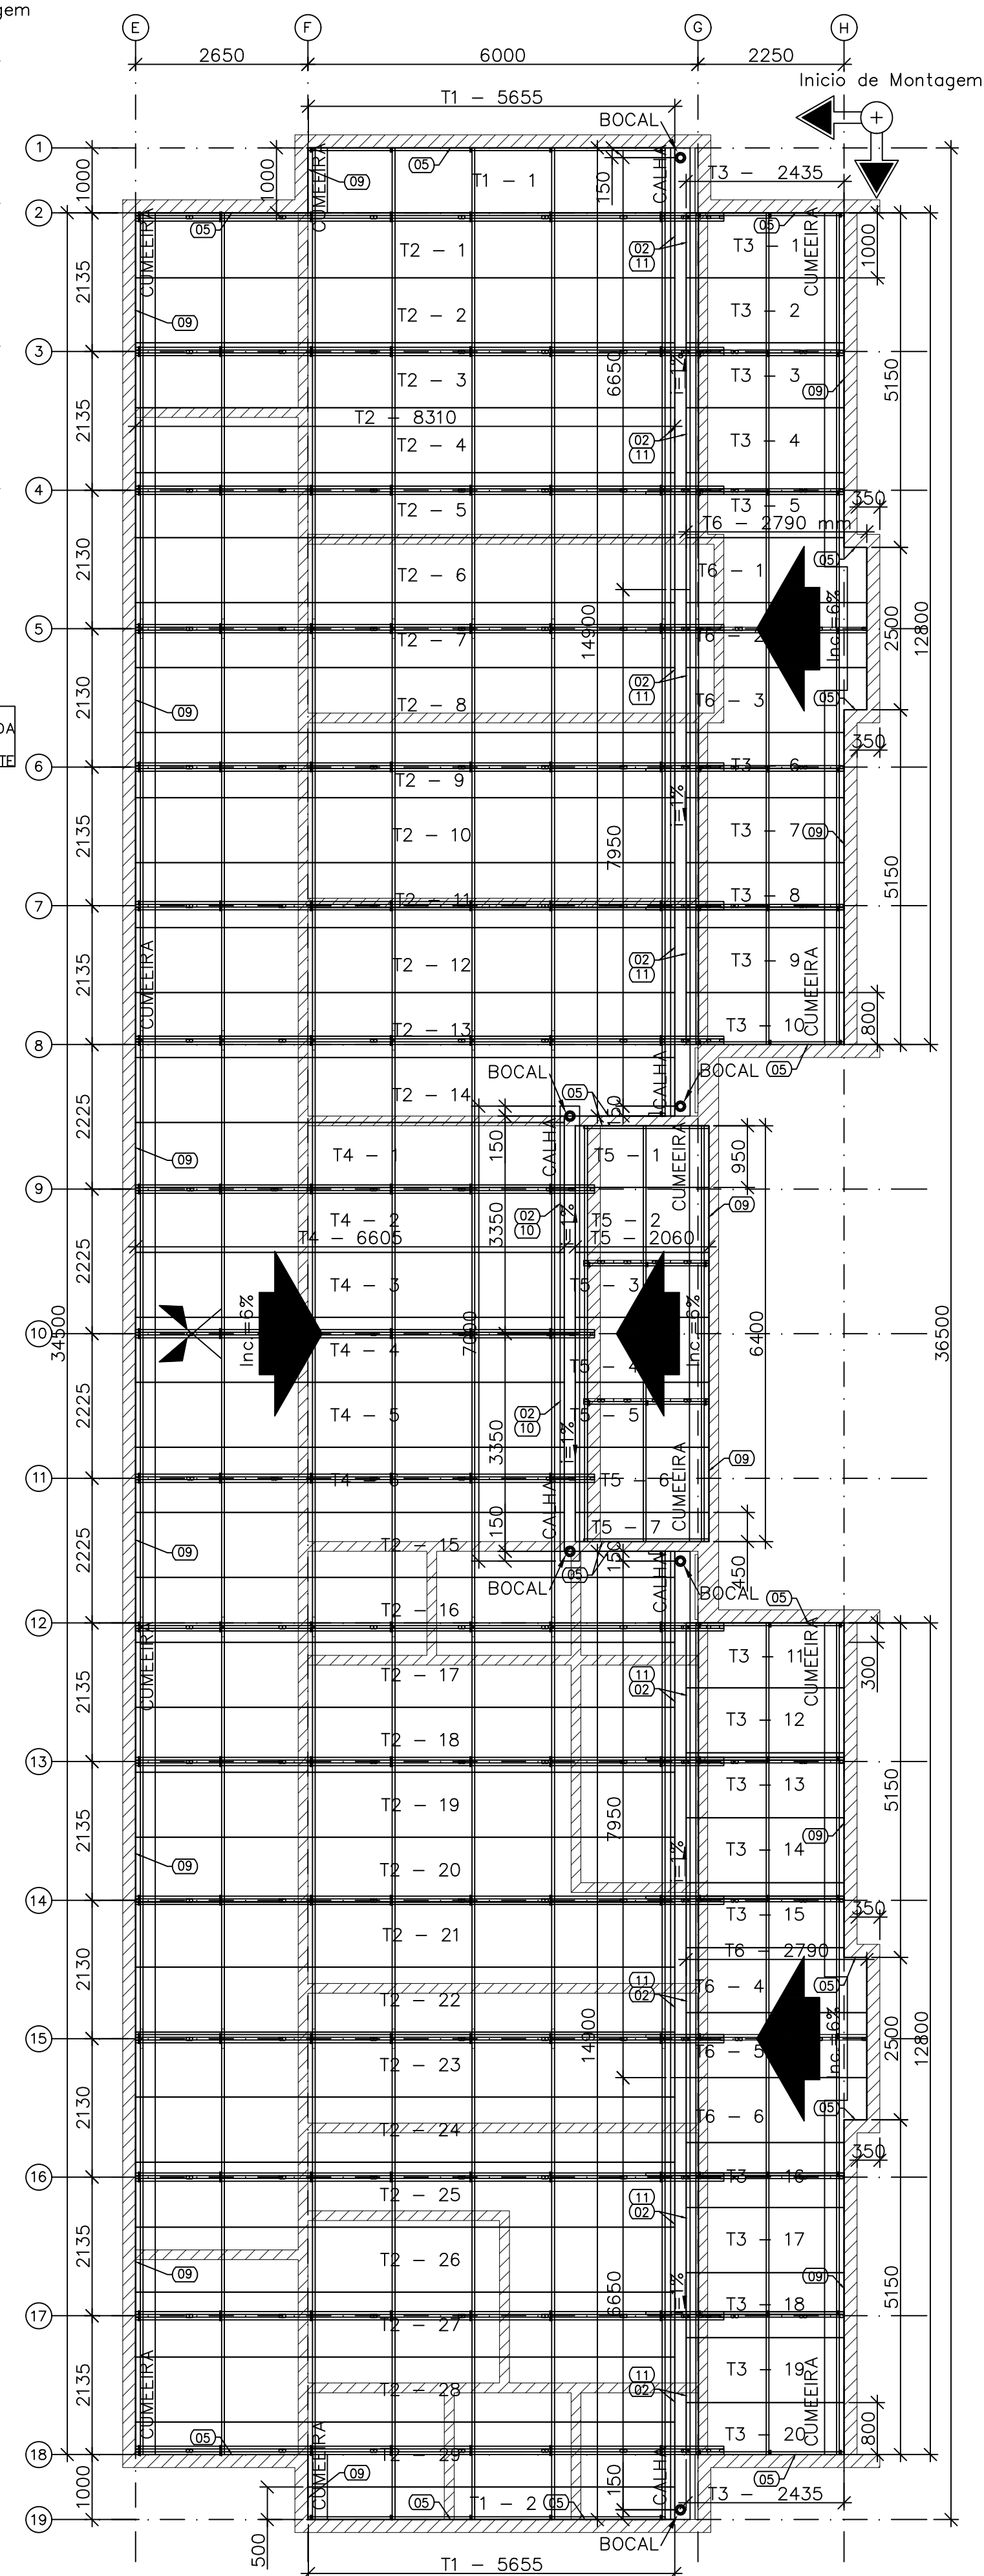 gem
E
F
G
H
2650
6000
2250
Inicio de Montagem
T1 - 5655
BOCAL
1
1000
1000
CUMEEIRA
09
05
T1 - 1
150
CALHA
T3 - 2435
2
05
CUMEEIRA
T2 - 1
02
11
05
T3 - 1
CUMEEIRA
1000
2135
09
T2 - 2
T3 - 2
3
T2 - 3
6650
i=1%
T3 - 3
09
5150
2135
T2 - 8310
T2 - 4
02
11
T3 - 4
4
T2 - 5
T3 - 5
350
T6 - 2790 mm
2130
T2 - 6
T6 - 1
05
Inc.=6%
5
T2 - 7
14900
T6 - 2
2500
12800
2130
09
T2 - 8
02
11
T6 - 3
05
DA
TE
350
6
T2 - 9
T3 - 6
i=1%
2135
T2 - 10
7950
T3 - 7
09
5150
7
T2 - 11
T3 - 8
2135
CUMEEIRA
T2 - 12
02
11
T3 - 9
CUMEEIRA
800
8
T2 - 13
T3 - 10
BOCAL
05
CALHA
BOCAL
05
2225
T2 - 14
150
150
09
T4 - 1
CALHA
T5 - 1
CUMEEIRA
950
9
T4 - 2
3350
02
10
i=1%
T5 - 2
09
T4 - 6605
T5 - 2060
2225
T4 - 3
T5 - 3
34500
10
Inc.=6%
T4 - 4
7000
T5 - 4
Inc.=6%
6400
36500
2225
T4 - 5
3350
02
10
i=1%
T5 - 5
CUMEEIRA
09
11
T4 - 6
CALHA
T5 - 6
150
T5 - 7
2225
09
T2 - 15
150
450
BOCAL
05
CALHA
BOCAL
05
T2 - 16
12
CUMEEIRA
T2 - 17
11
02
T3 - 11
CUMEEIRA
300
2135
T2 - 18
T3 - 12
13
T3 - 13
5150
2135
09
T2 - 19
7950
T3 - 14
09
T2 - 20
i=1%
14
T2 - 21
T3 - 15
350
T6 - 2790
2130
T2 - 22
11
02
T6 - 4
05
15
T2 - 23
14900
T6 - 5
Inc.=6%
2500
12800
2130
T2 - 24
T6 - 6
05
350
16
T2 - 25
T3 - 16
11
02
2135
T2 - 26
T3 - 17
09
09
6650
i=1%
5150
17
T2 - 27
T3 - 18
2135
CUMEEIRA
T2 - 28
11
02
T3 - 19
CUMEEIRA
800
05
T3 - 20
18
T2 - 29
CUMEEIRA
09
CALHA
05
1000
05
T1 - 2
05
150
T3 - 2435
19
500
BOCAL
T1 - 5655